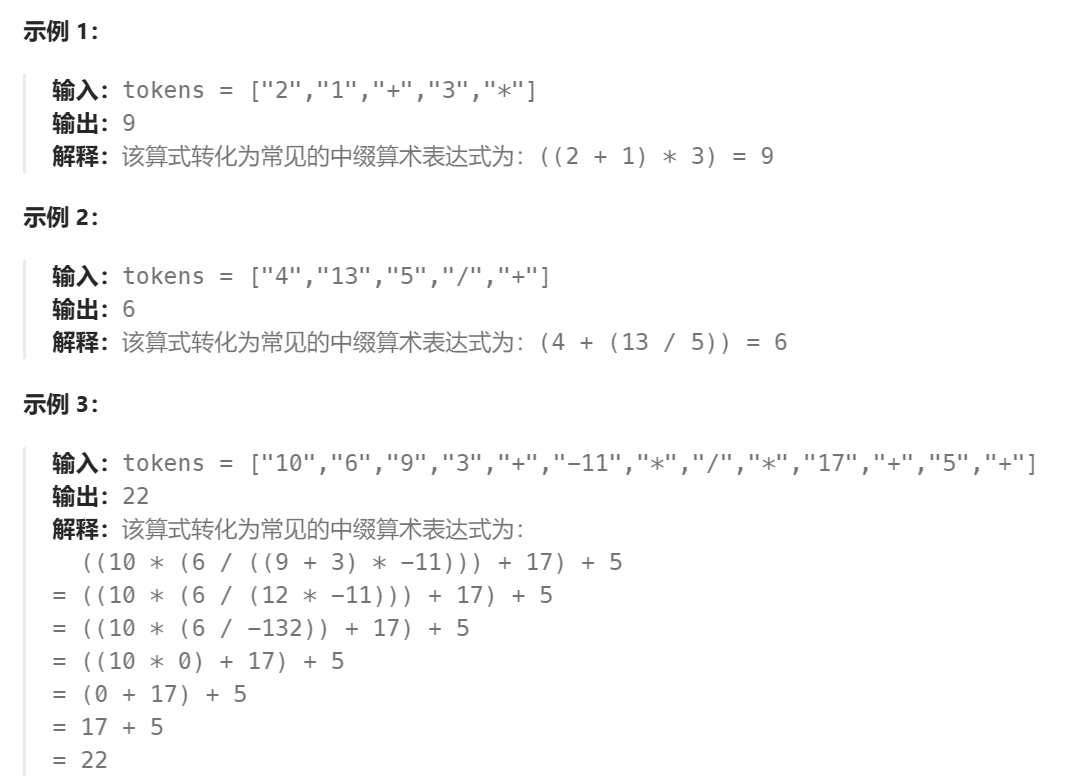 示例 1：
输入：tokens = ["2","1","+","3","*"]
输出：9
解释：该算式转化为常见的中缀算术表达式为：((2 + 1) * 3) = 9
示例 2：
输入：tokens = ["4","13","5","/","+"]
输出：6
解释：该算式转化为常见的中缀算术表达式为：(4 + (13 / 5)) = 6
示例 3：
输入：tokens = ["10","6","9","3","+","-11","*","/","*","17","+","5","+"]
输出：22
解释：该算式转化为常见的中缀算术表达式为：
((10 * (6 / ((9 + 3) * -11))) + 17) + 5
= ((10 * (6 / (12 * -11))) + 17) + 5
= ((10 * (6 / -132)) + 17) + 5
= ((10 * 0) + 17) + 5
= (0 + 17) + 5
= 17 + 5
= 22